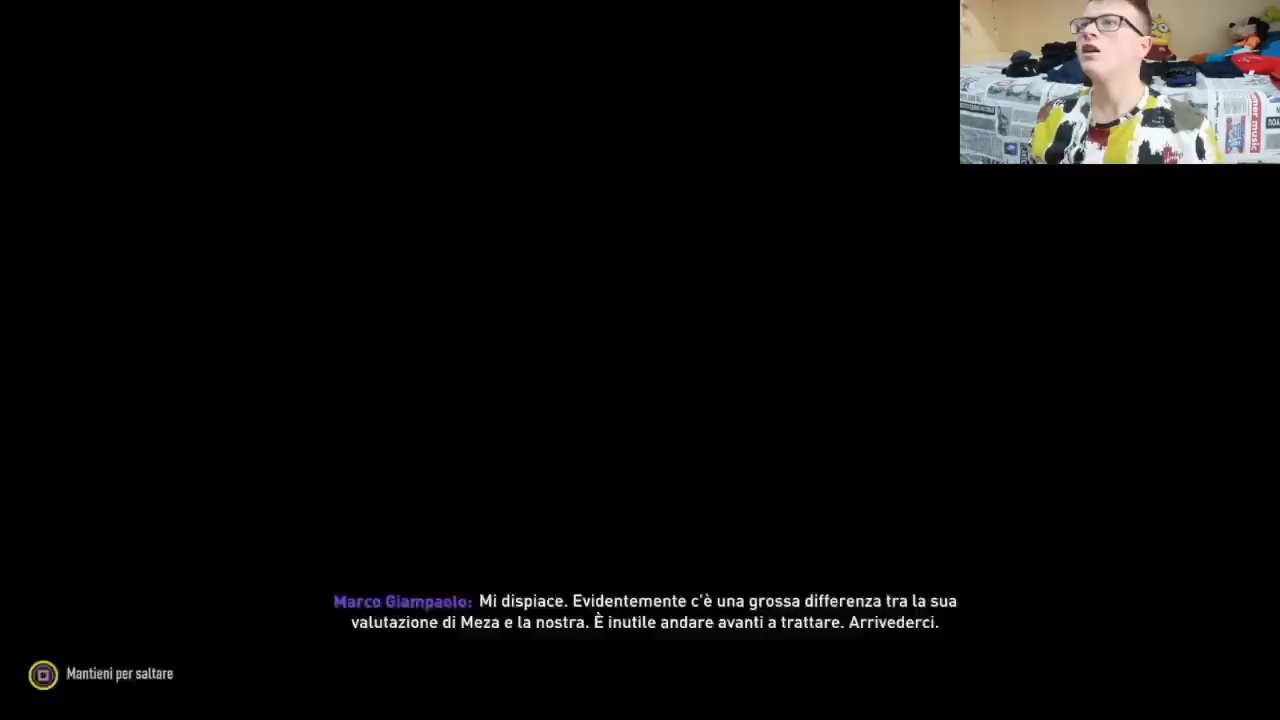 Marco Giampaolo: Mi dispiace. Evidentemente c'è una grossa differenza tra la sua
valutazione di Meza e la nostra. È inutile andare avanti a trattare. Arrivederci.
Mantieni per saltare